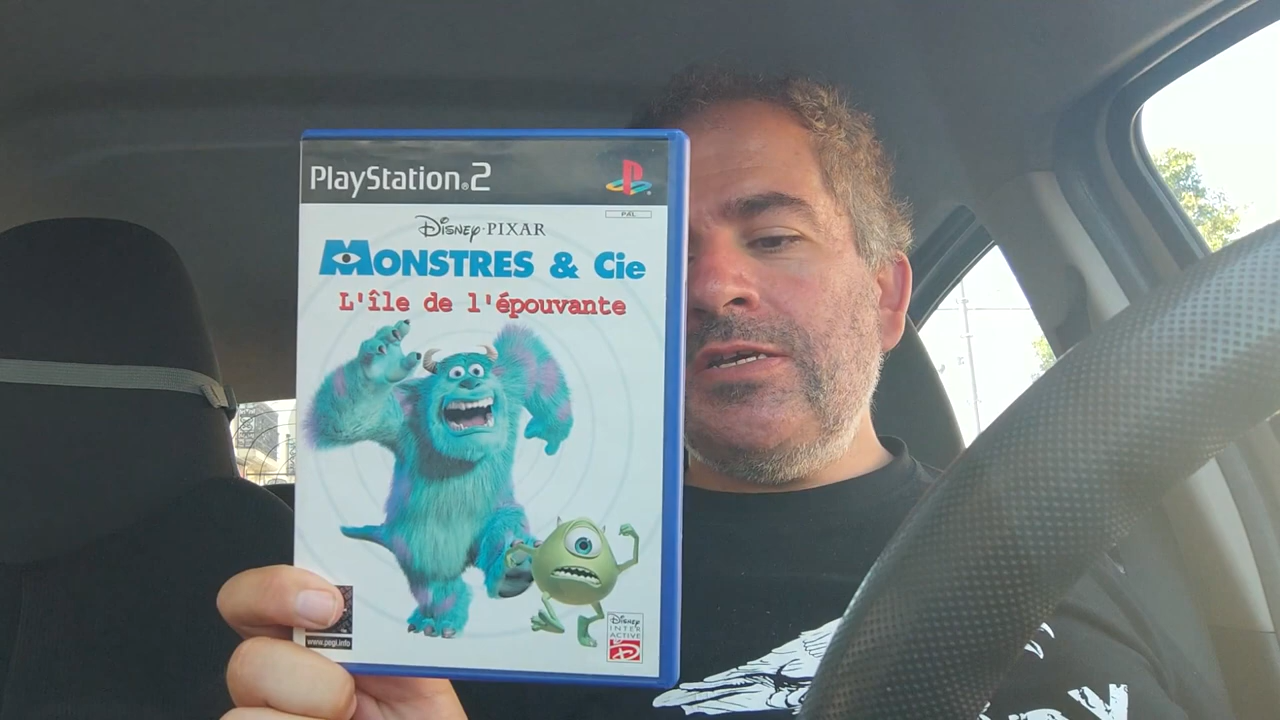 PlayStation®2
PAL
Disney·PIXAR
MONSTRES & Cie
L'île de l'épouvante
www.pegi.info
Disney
INTER
ACTIVE